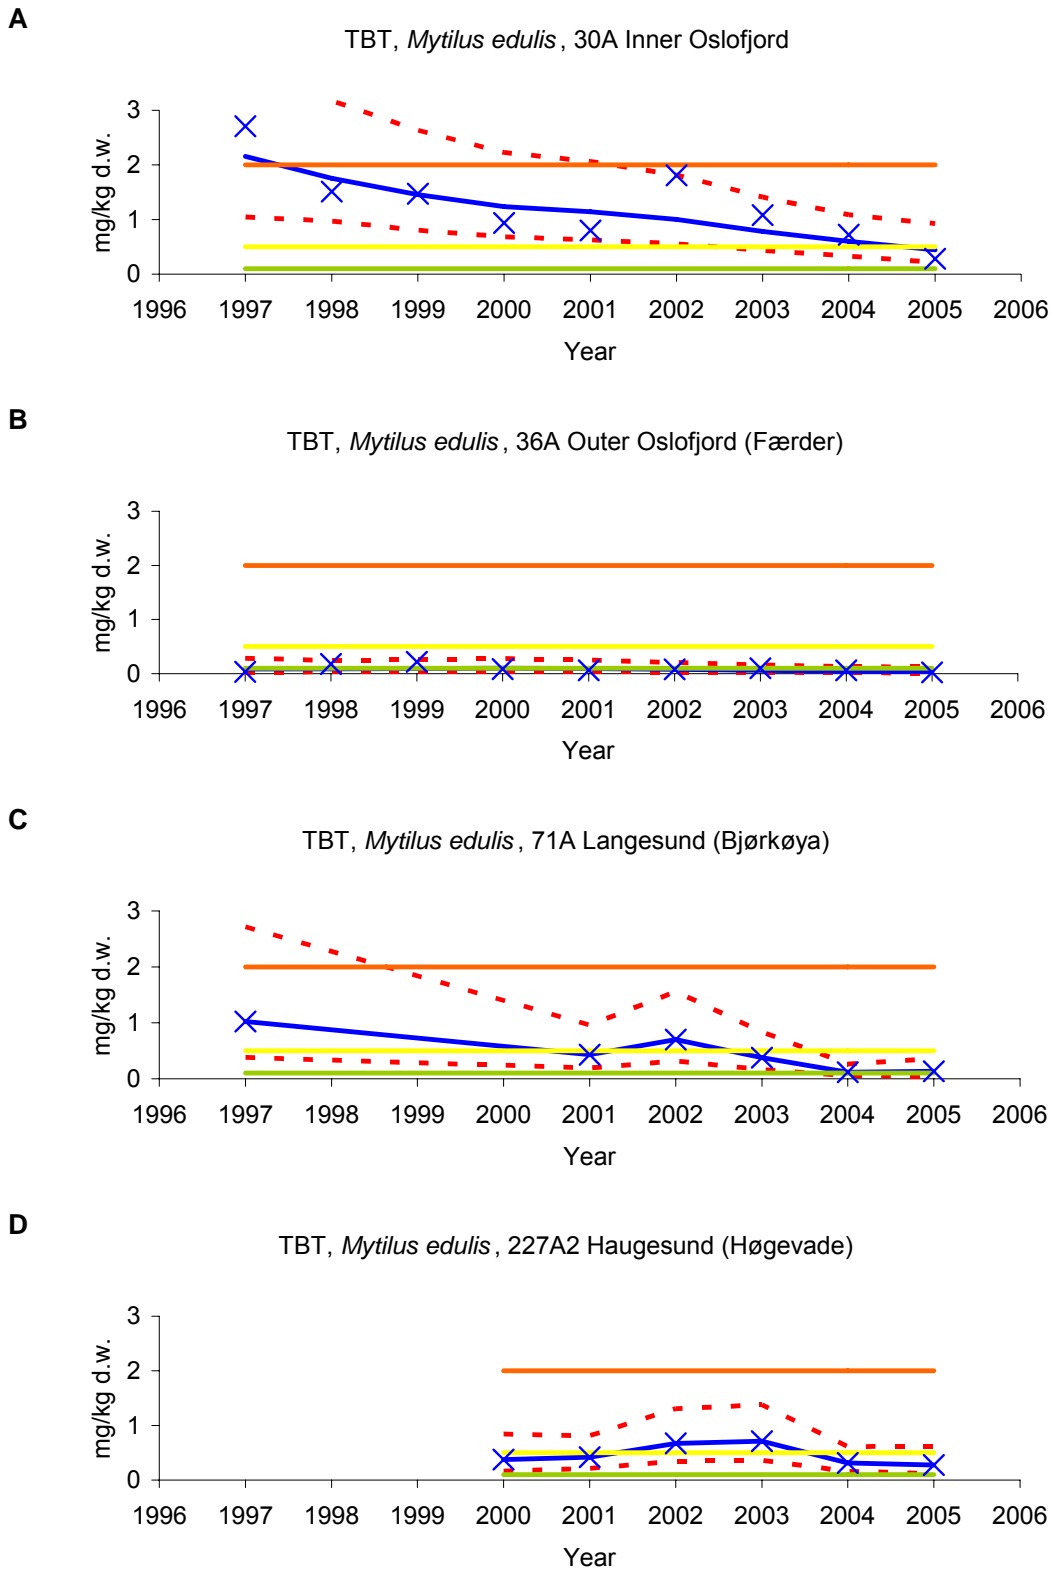 A
TBT, Mytilus edulis, 30A Inner Oslofjord
mg/kg d.w.
3
2
1
0
1996 1997 1998 1999 2000 2001 2002 2003 2004 2005 2006
Year
B
TBT, Mytilus edulis, 36A Outer Oslofjord (Færder)
mg/kg d.w.
3
2
1
0
1996 1997 1998 1999 2000 2001 2002 2003 2004 2005 2006
Year
C
TBT, Mytilus edulis, 71A Langesund (Bjørkøya)
mg/kg d.w.
3
2
1
0
1996 1997 1998 1999 2000 2001 2002 2003 2004 2005 2006
Year
D
TBT, Mytilus edulis, 227A2 Haugesund (Høgevade)
mg/kg d.w.
3
2
1
0
1996 1997 1998 1999 2000 2001 2002 2003 2004 2005 2006
Year